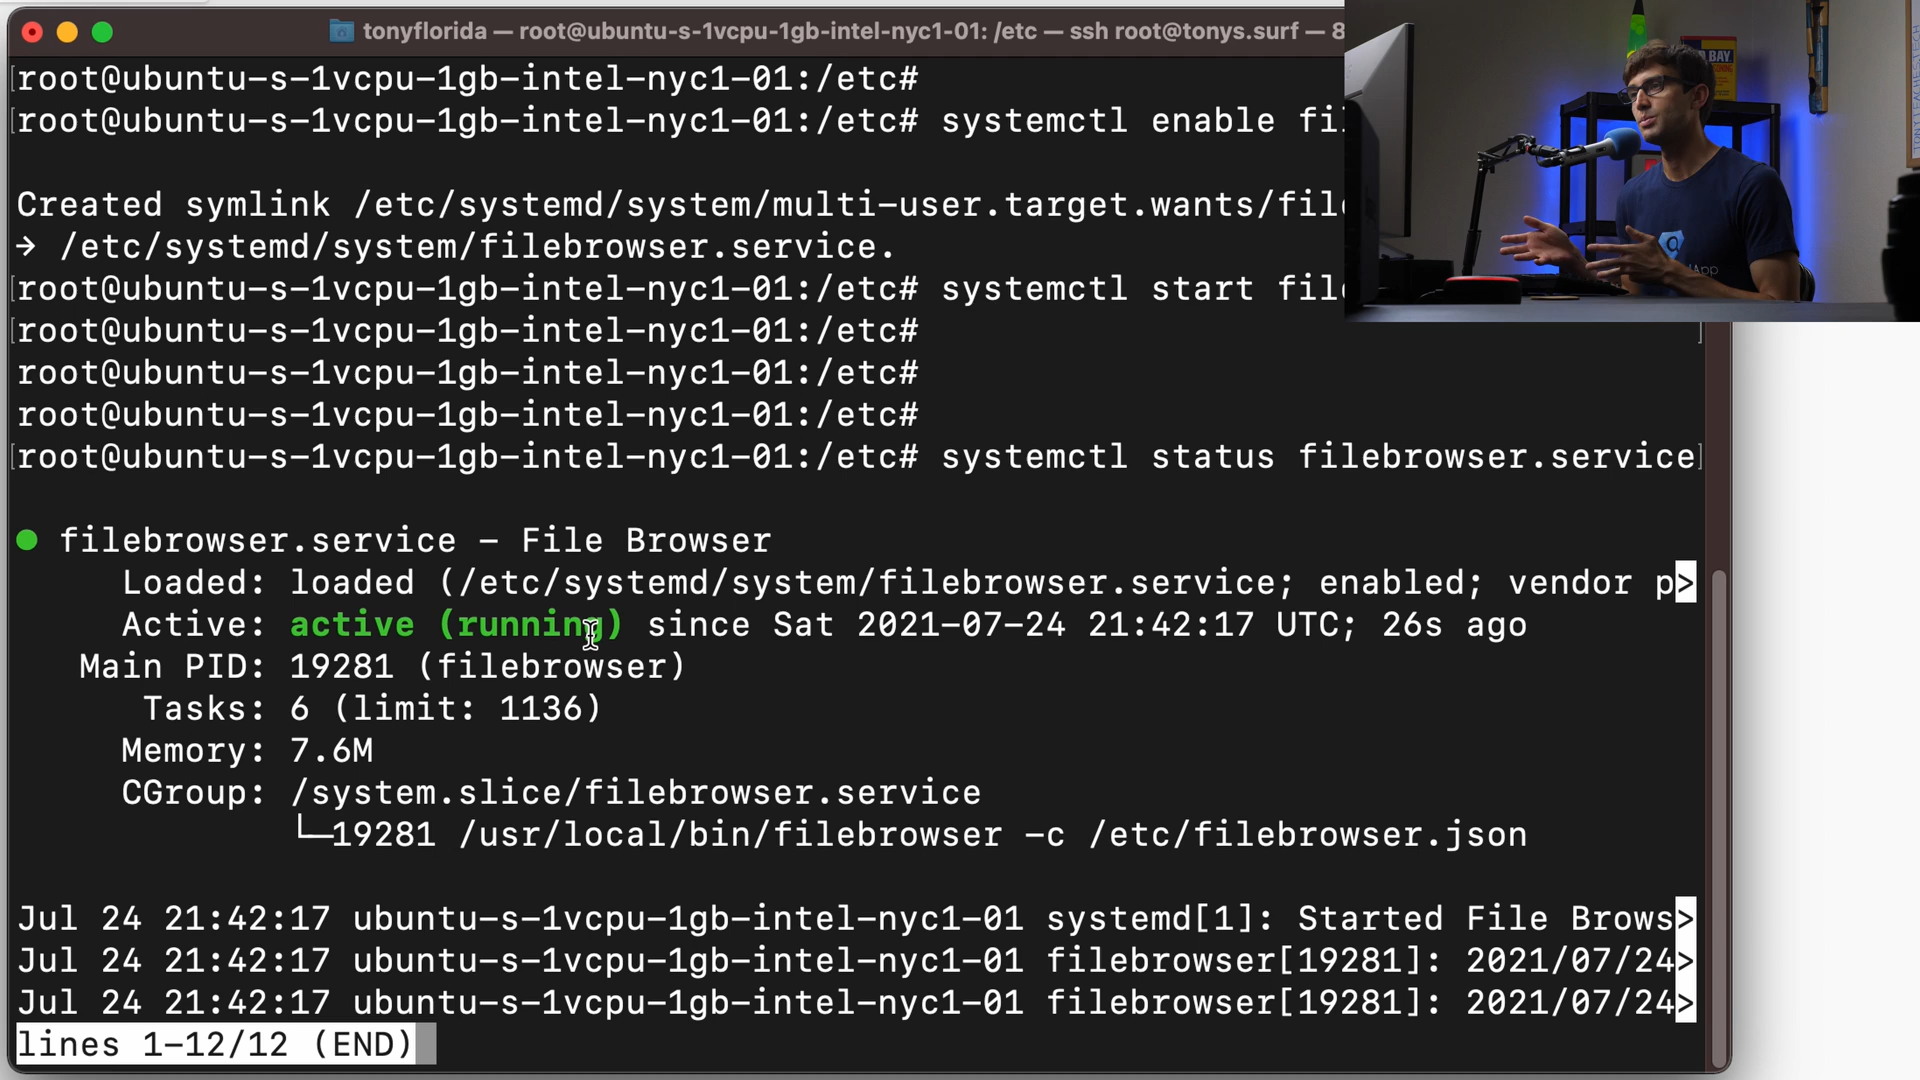 tonyflorida — root@ubuntu-s-1vcpu-1gb-intel-nyc1-01: /etc — ssh root@tonys.surf — 8
[root@ubuntu-s-1vcpu-1gb-intel-nyc1-01:/etc#
[root@ubuntu-s-1vcpu-1gb-intel-nyc1-01:/etc# systemctl enable fil
Created symlink /etc/systemd/system/multi-user.target.wants/file
→ /etc/systemd/system/filebrowser.service.
[root@ubuntu-s-1vcpu-1gb-intel-nyc1-01:/etc# systemctl start file
[root@ubuntu-s-1vcpu-1gb-intel-nyc1-01:/etc# ]
root@ubuntu-s-1vcpu-1gb-intel-nyc1-01:/etc#
root@ubuntu-s-1vcpu-1gb-intel-nyc1-01:/etc#
[root@ubuntu-s-1vcpu-1gb-intel-nyc1-01:/etc# systemctl status filebrowser.service]
● filebrowser.service - File Browser
Loaded: loaded (/etc/systemd/system/filebrowser.service; enabled; vendor p>
Active: active (running) since Sat 2021-07-24 21:42:17 UTC; 26s ago
Main PID: 19281 (filebrowser)
Tasks: 6 (limit: 1136)
Memory: 7.6M
CGroup: /system.slice/filebrowser.service
└─19281 /usr/local/bin/filebrowser -c /etc/filebrowser.json
Jul 24 21:42:17 ubuntu-s-1vcpu-1gb-intel-nyc1-01 systemd[1]: Started File Brows>
Jul 24 21:42:17 ubuntu-s-1vcpu-1gb-intel-nyc1-01 filebrowser[19281]: 2021/07/24>
Jul 24 21:42:17 ubuntu-s-1vcpu-1gb-intel-nyc1-01 filebrowser[19281]: 2021/07/24>
lines 1-12/12 (END)
BAY